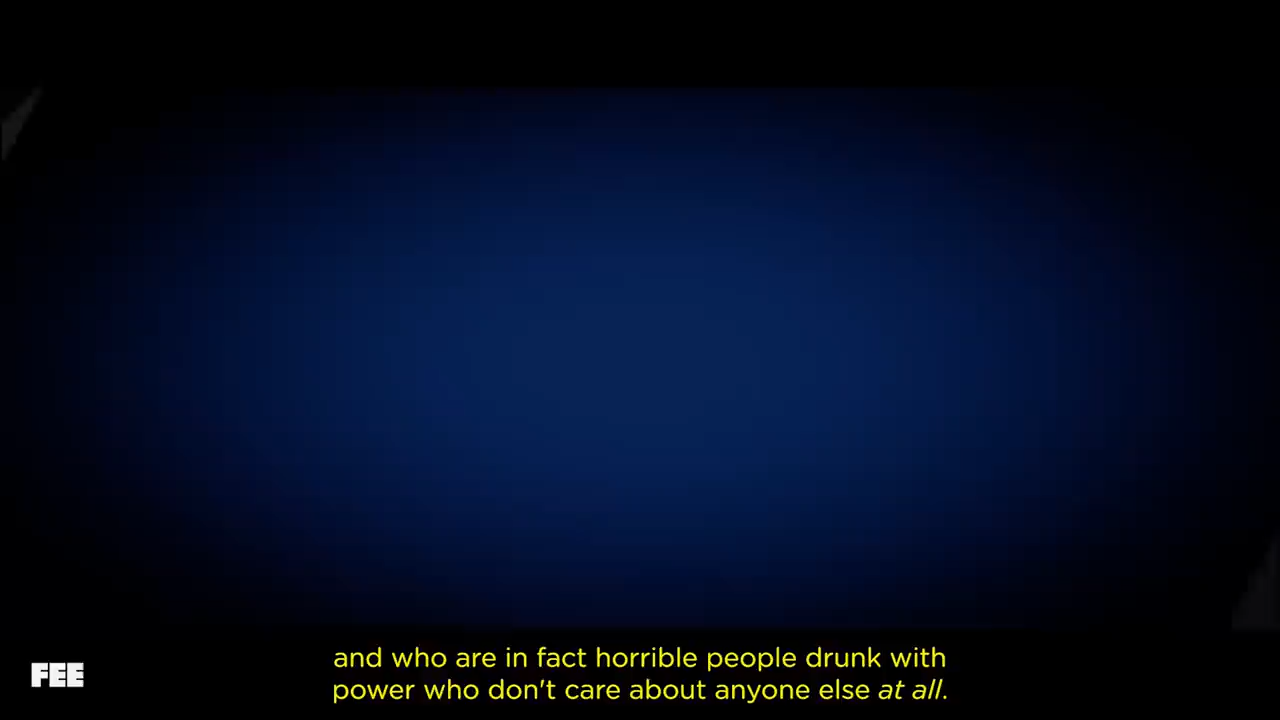 and who are in fact horrible people drunk with
power who don't care about anyone else at all.
FEE